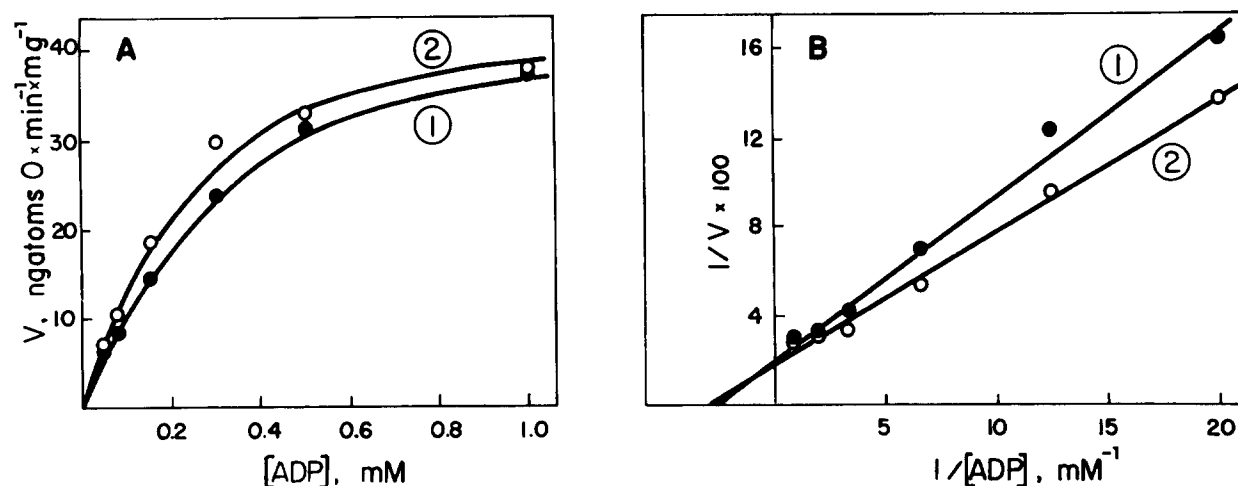 A
V, ngatoms O × min⁻¹ × mg⁻¹
40
30
20
10
②
①
0.2 0.4 0.6 0.8 1.0
[ADP], mM
B
1/V × 100
16
12
8
4
①
②
5 10 15 20
1/[ADP], mM⁻¹